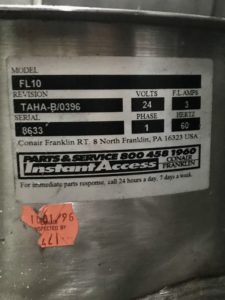 MODEL
FL10
REVISION VOLTS F.L.AMPS
TAHA-B/0396 24 3
SERIAL PHASE HERTZ
8633 1 60
Conair Franklin RT. 8 North Franklin, PA 16323 USA
PARTS & SERVICE 800 458 1960
InstantAccess CONAIR
FRANKLIN
For immediate parts response, call 24 hours a day, 7 days a week.
INSPECTED BY
441